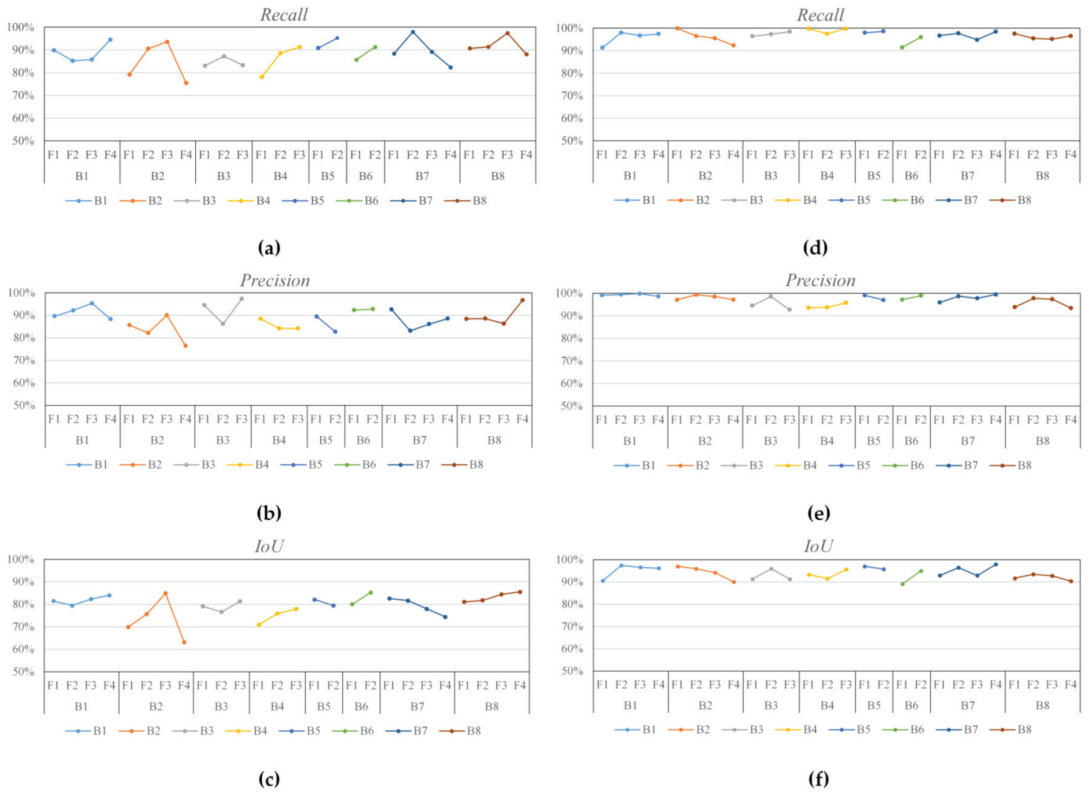 Recall
100%
90%
80%
70%
60%
50%
F1 F2 F3 F4 F1 F2 F3 F4 F1 F2 F3 F1 F2 F3 F1 F2 F1 F2 F1 F2 F3 F4 F1 F2 F3 F4
B1 B2 B3 B4 B5 B6 B7 B8
B1 B2 B3 B4 B5 B6 B7 B8
(a)
Precision
100%
90%
80%
70%
60%
50%
F1 F2 F3 F4 F1 F2 F3 F4 F1 F2 F3 F1 F2 F3 F1 F2 F1 F2 F1 F2 F3 F4 F1 F2 F3 F4
B1 B2 B3 B4 B5 B6 B7 B8
B1 B2 B3 B4 B5 B6 B7 B8
(b)
IoU
100%
90%
80%
70%
60%
50%
F1 F2 F3 F4 F1 F2 F3 F4 F1 F2 F3 F1 F2 F3 F1 F2 F1 F2 F1 F2 F3 F4 F1 F2 F3 F4
B1 B2 B3 B4 B5 B6 B7 B8
B1 B2 B3 B4 B5 B6 B7 B8
(c)
Recall
100%
90%
80%
70%
60%
50%
F1 F2 F3 F4 F1 F2 F3 F4 F1 F2 F3 F1 F2 F3 F1 F2 F1 F2 F1 F2 F3 F4 F1 F2 F3 F4
B1 B2 B3 B4 B5 B6 B7 B8
B1 B2 B3 B4 B5 B6 B7 B8
(d)
Precision
100%
90%
80%
70%
60%
50%
F1 F2 F3 F4 F1 F2 F3 F4 F1 F2 F3 F1 F2 F3 F1 F2 F1 F2 F1 F2 F3 F4 F1 F2 F3 F4
B1 B2 B3 B4 B5 B6 B7 B8
B1 B2 B3 B4 B5 B6 B7 B8
(e)
IoU
100%
90%
80%
70%
60%
50%
F1 F2 F3 F4 F1 F2 F3 F4 F1 F2 F3 F1 F2 F3 F1 F2 F1 F2 F1 F2 F3 F4 F1 F2 F3 F4
B1 B2 B3 B4 B5 B6 B7 B8
B1 B2 B3 B4 B5 B6 B7 B8
(f)